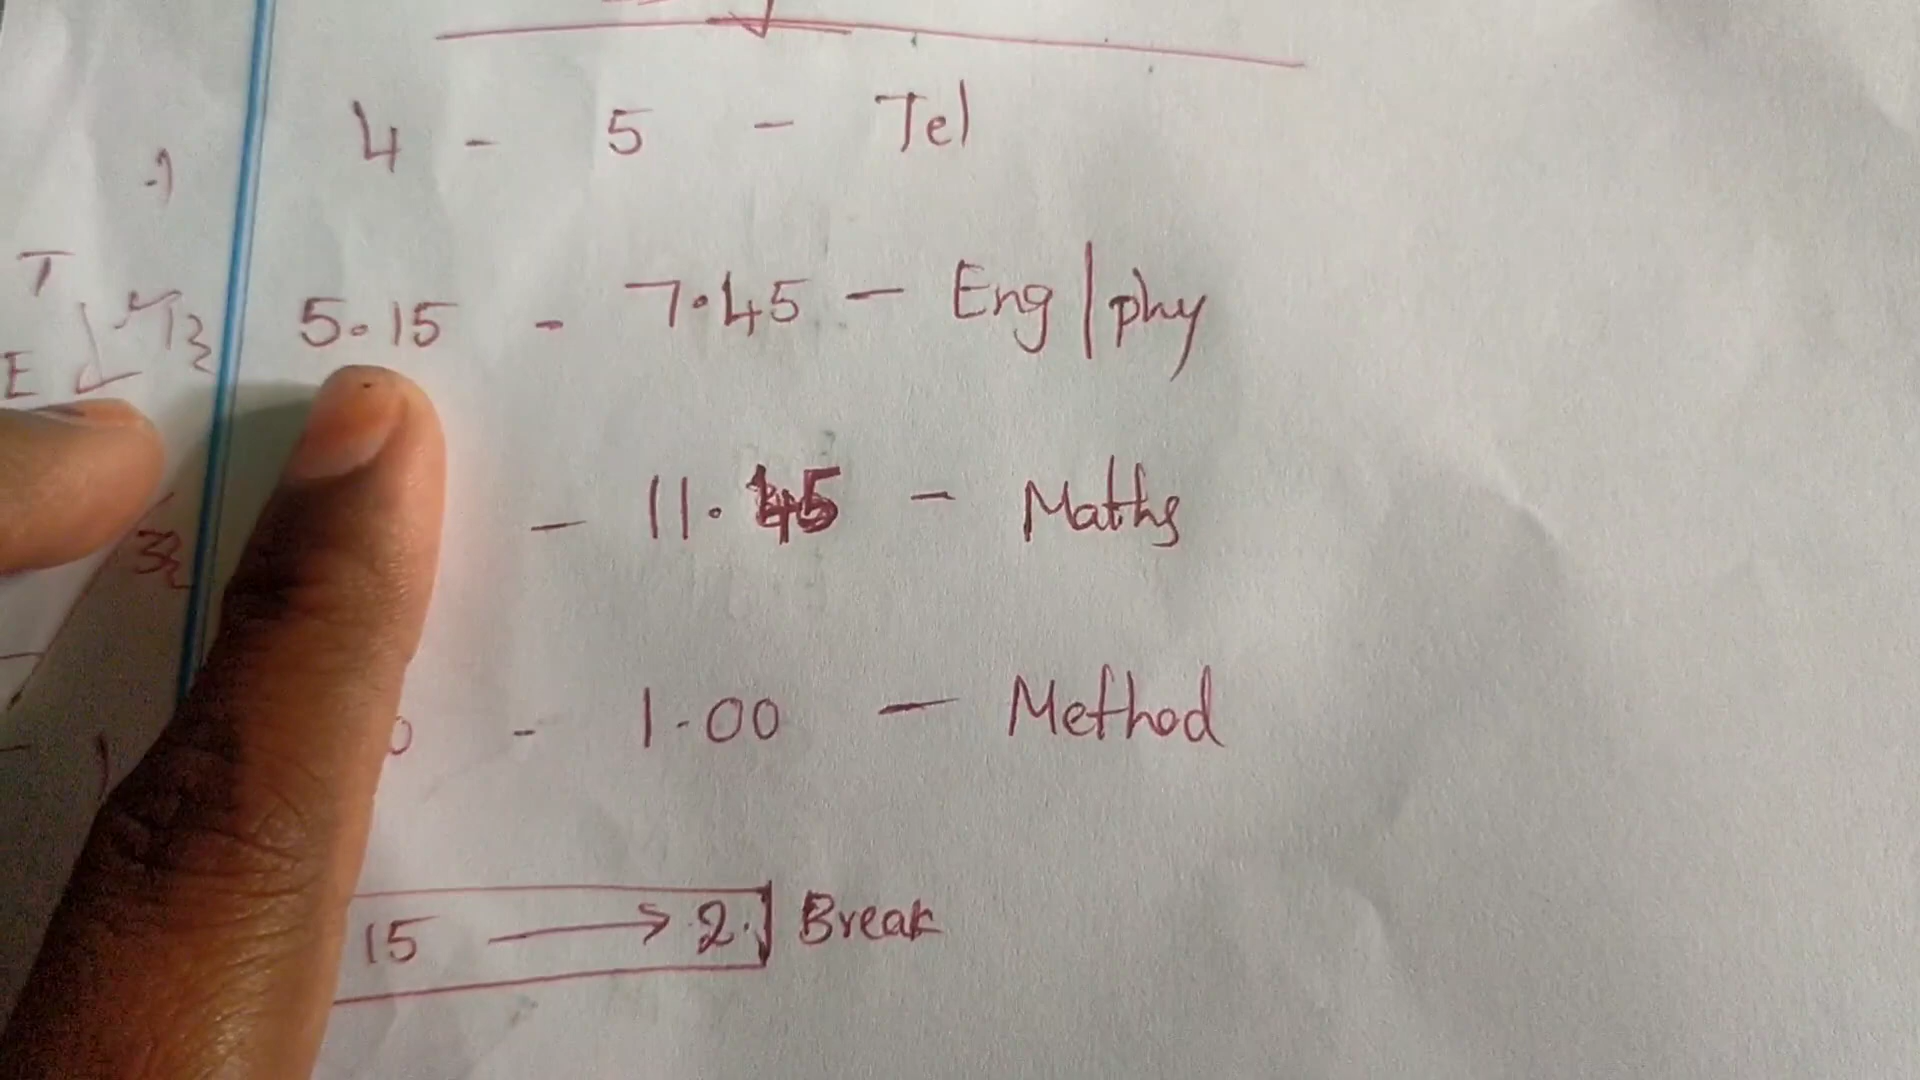 4 - 5 - Tel
5.15 - 7.45 - Eng | phy
- 11.45 - Maths
- 1.00 - Method
15 → 2. Break
T
E